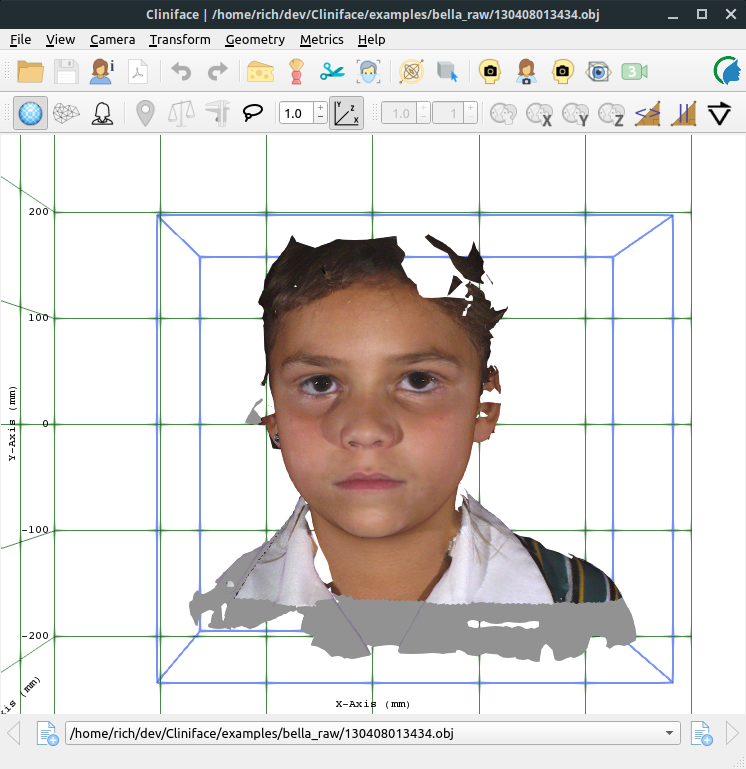 Cliniface | /home/rich/dev/Cliniface/examples/bella_raw/130408013434.obj
File View Camera Transform Geometry Metrics Help
i
3
1.0
Y
Z
X
1.0
1
?
X
Y
Z
<>
200
100
0
-100
-200
Y-Axis (mm)
xis (mm)
X-Axis (mm)
/home/rich/dev/Cliniface/examples/bella_raw/130408013434.obj